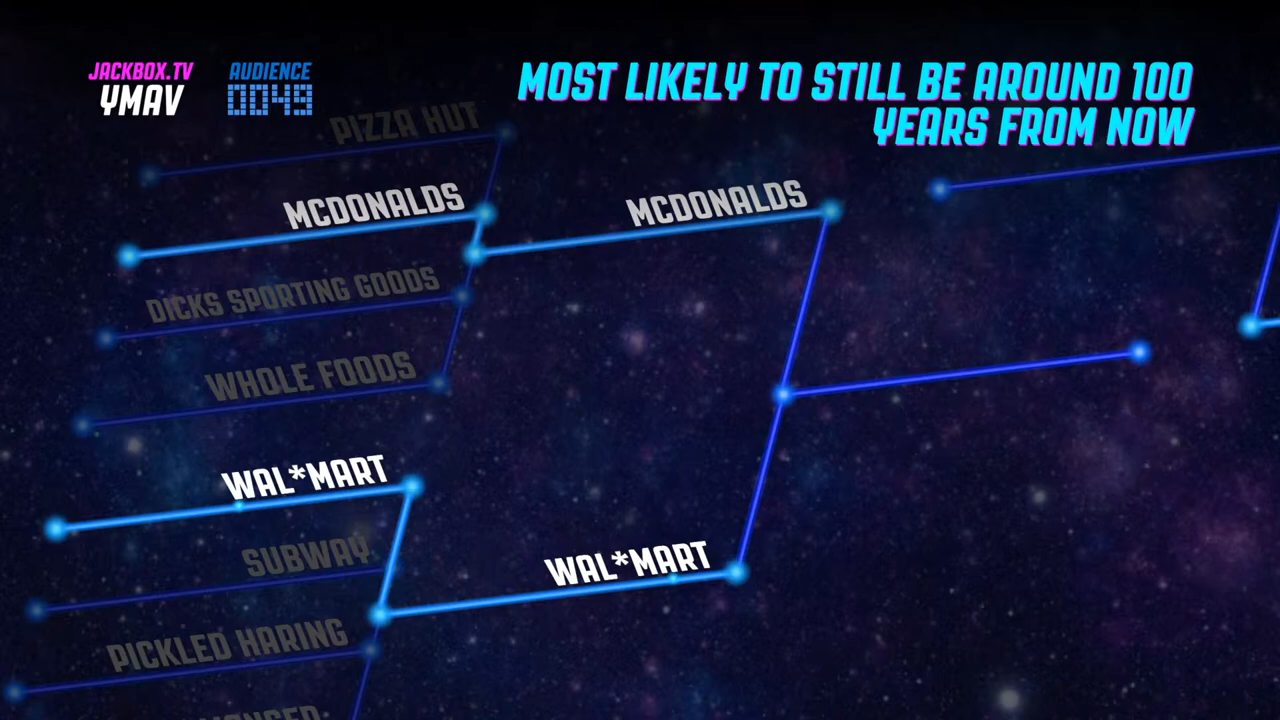 JACKBOX.TV
YMAV
AUDIENCE
0049
MOST LIKELY TO STILL BE AROUND 100
YEARS FROM NOW
PIZZA HUT
MCDONALDS
MCDONALDS
DICKS SPORTING GOODS
WHOLE FOODS
WAL*MART
SUBWAY
WAL*MART
PICKLED HARING